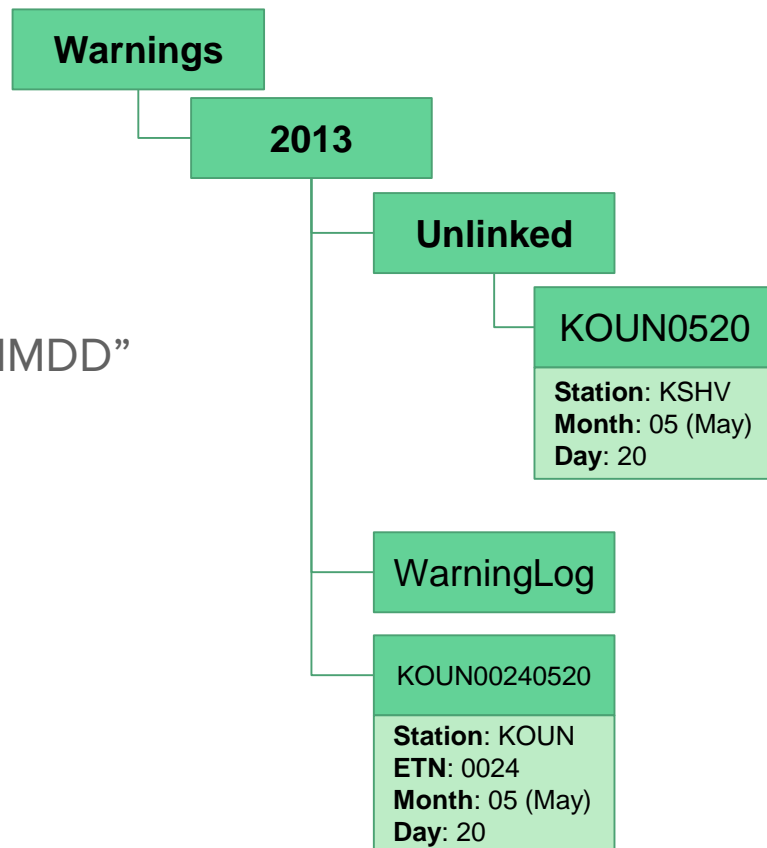 Warnings
2013
Unlinked
KOUN0520
Station: KSHV
Month: 05 (May)
Day: 20
MDD”
WarningLog
KOUN00240520
Station: KOUN
ETN: 0024
Month: 05 (May)
Day: 20